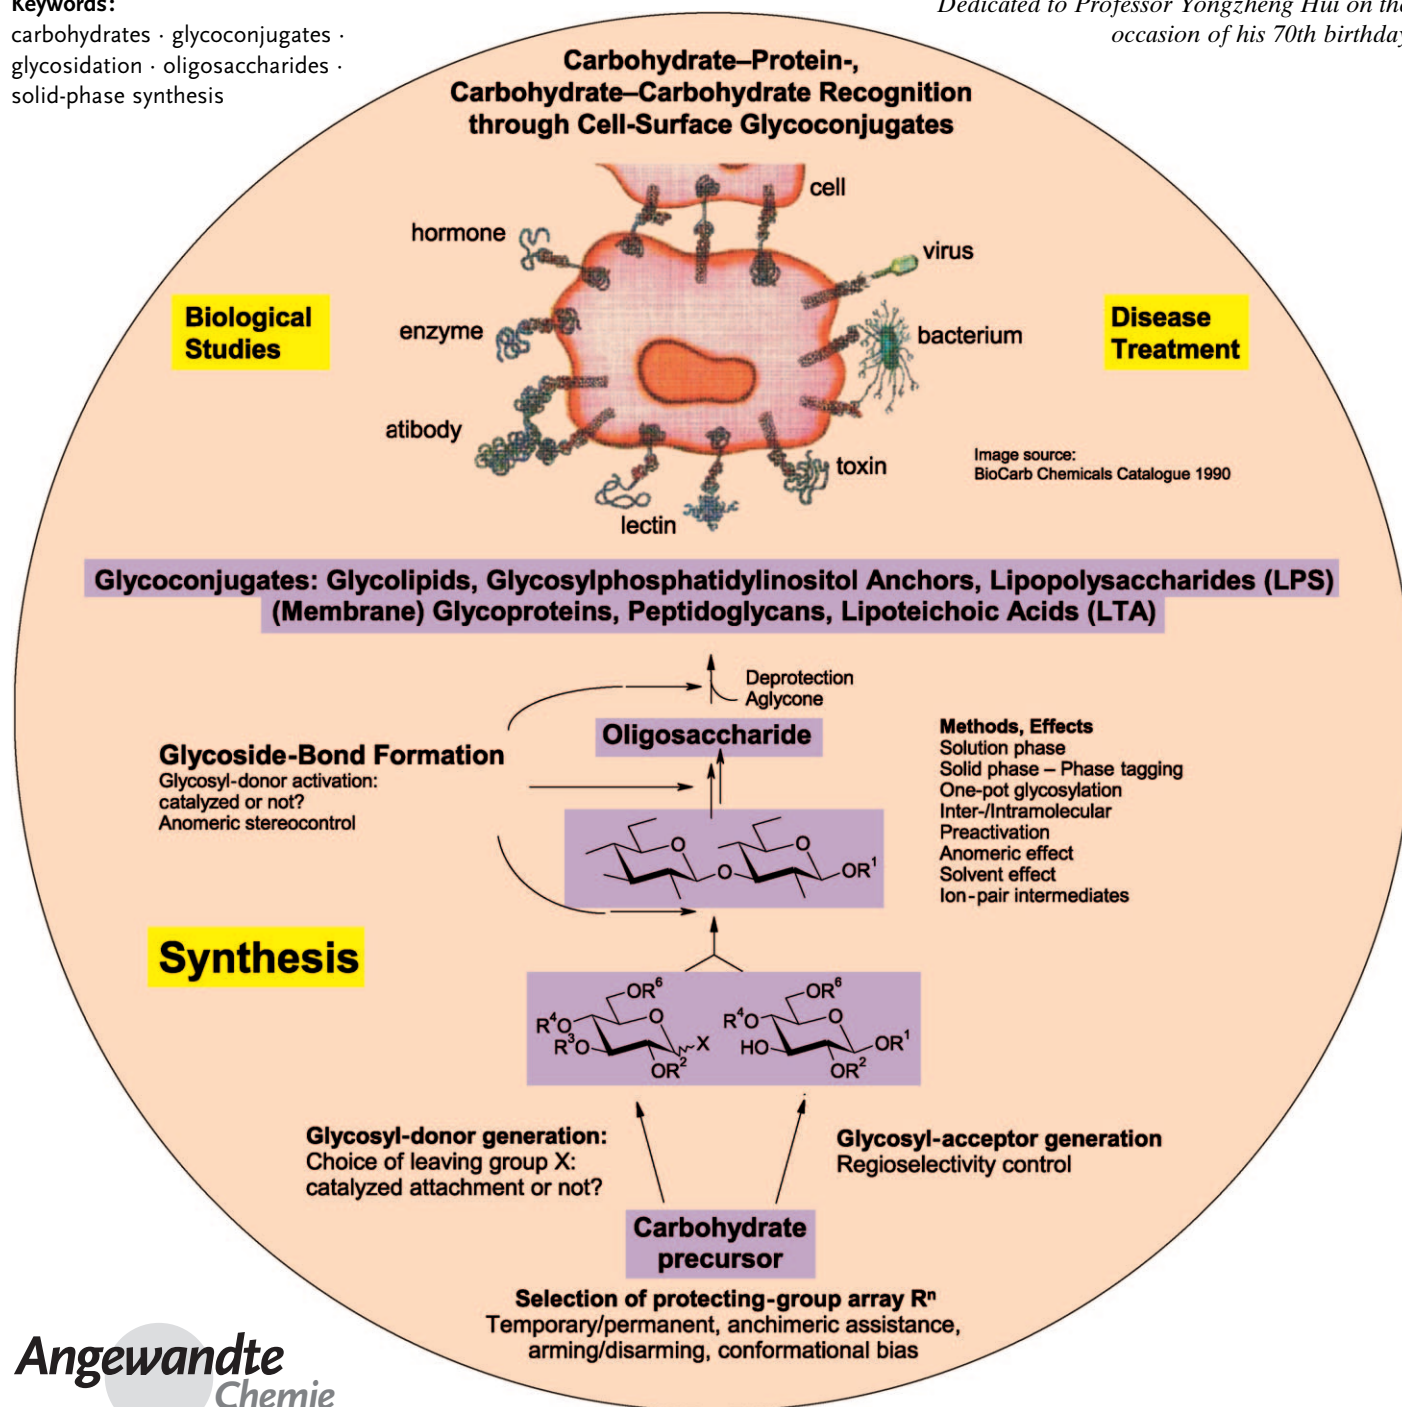 Keywords:
carbohydrates · glycoconjugates ·
glycosidation · oligosaccharides ·
solid-phase synthesis
Dedicated to Professor Yongzheng Hui on the
occasion of his 70th birthday
Carbohydrate–Protein-,
Carbohydrate–Carbohydrate Recognition
through Cell-Surface Glycoconjugates
cell
hormone
virus
Biological
Studies
enzyme
bacterium
Disease
Treatment
atibody
toxin
Image source:
BioCarb Chemicals Catalogue 1990
lectin
Glycoconjugates: Glycolipids, Glycosylphosphatidylinositol Anchors, Lipopolysaccharides (LPS)
(Membrane) Glycoproteins, Peptidoglycans, Lipoteichoic Acids (LTA)
Deprotection
Aglycone
Oligosaccharide
Glycoside-Bond Formation
Glycosyl-donor activation:
catalyzed or not?
Anomeric stereocontrol
Methods, Effects
Solution phase
Solid phase – Phase tagging
One-pot glycosylation
Inter-/Intramolecular
Preactivation
Anomeric effect
Solvent effect
Ion-pair intermediates
O O
O OR¹
Synthesis
OR⁶
R⁴O O
R³O X
OR²
OR⁶
R⁴O O
HO OR¹
OR²
Glycosyl-donor generation:
Choice of leaving group X:
catalyzed attachment or not?
Glycosyl-acceptor generation
Regioselectivity control
Carbohydrate
precursor
Selection of protecting-group array Rⁿ
Temporary/permanent, anchimeric assistance,
arming/disarming, conformational bias
Angewandte
Chemie